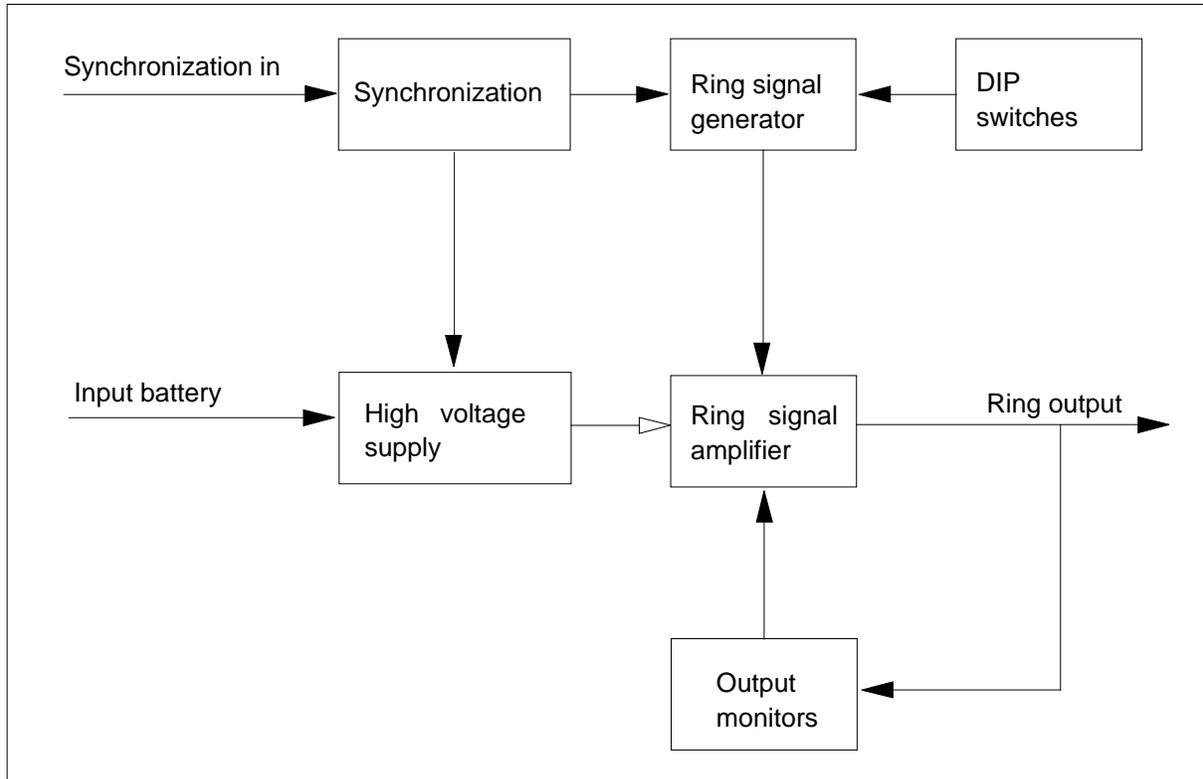 Synchronization in
Synchronization
Ring signal
generator
DIP
switches
Input battery
High voltage
supply
Ring signal
amplifier
Ring output
Output
monitors